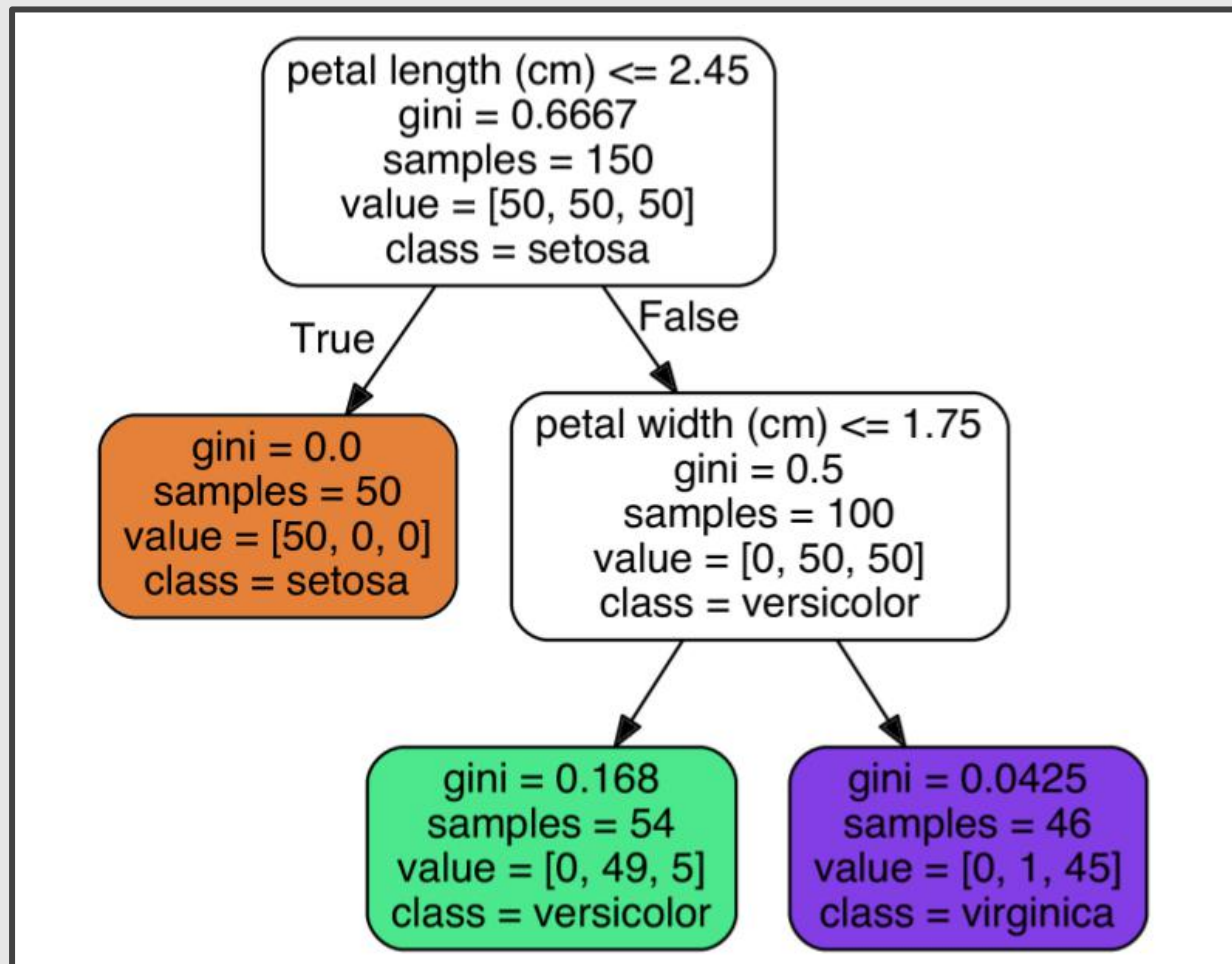 petal length (cm) <= 2.45
gini = 0.6667
samples = 150
value = [50, 50, 50]
class = setosa
True
False
gini = 0.0
samples = 50
value = [50, 0, 0]
class = setosa
petal width (cm) <= 1.75
gini = 0.5
samples = 100
value = [0, 50, 50]
class = versicolor
gini = 0.168
samples = 54
value = [0, 49, 5]
class = versicolor
gini = 0.0425
samples = 46
value = [0, 1, 45]
class = virginica